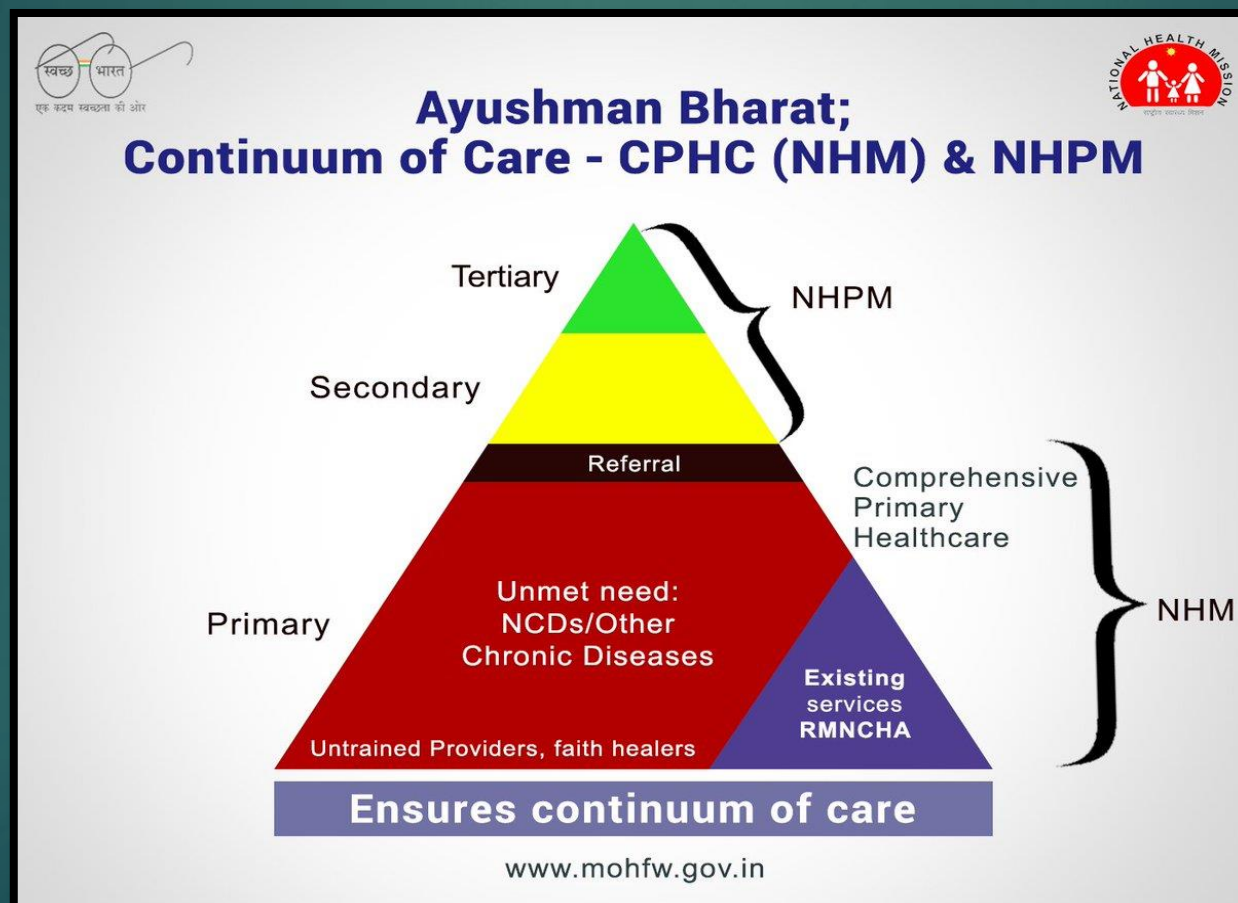 स्वच्छ भारत
एक कदम स्वच्छता की ओर
NATIONAL HEALTH MISSION
राष्ट्रीय स्वास्थ्य मिशन
Ayushman Bharat;
Continuum of Care - CPHC (NHM) & NHPM
Tertiary
NHPM
Secondary
Referral
Comprehensive
Primary
Healthcare
Unmet need:
NCDs/Other
Chronic Diseases
Primary
NHM
Existing
services
RMNCHA
Untrained Providers, faith healers
Ensures continuum of care
www.mohfw.gov.in